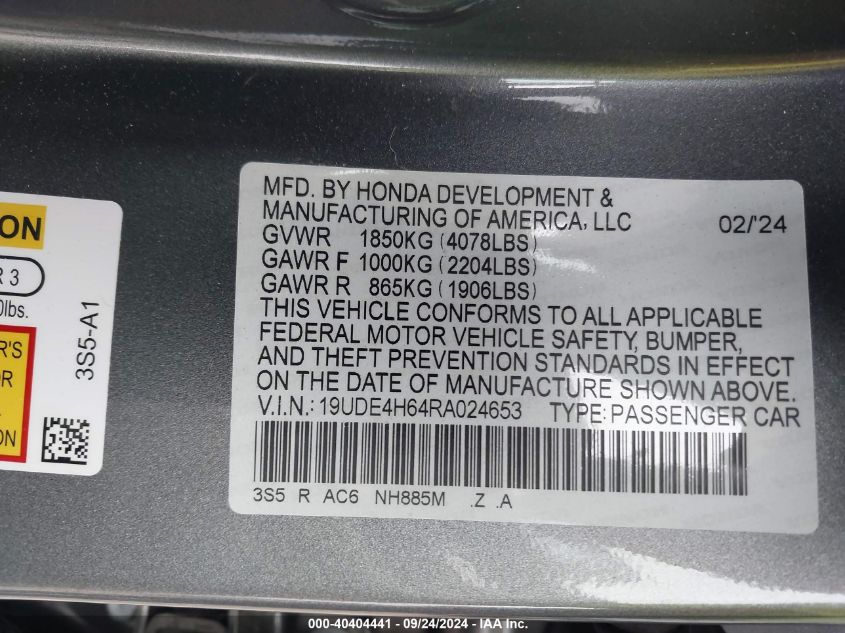 ON
R 3
0lbs.
R'S
OR
ION
3S5-A1
MFD. BY HONDA DEVELOPMENT &
MANUFACTURING OF AMERICA, LLC 02/'24
GVWR 1850KG (4078LBS)
GAWR F 1000KG (2204LBS)
GAWR R 865KG (1906LBS)
THIS VEHICLE CONFORMS TO ALL APPLICABLE
FEDERAL MOTOR VEHICLE SAFETY, BUMPER,
AND THEFT PREVENTION STANDARDS IN EFFECT
ON THE DATE OF MANUFACTURE SHOWN ABOVE.
V.I.N.: 19UDE4H64RA024653 TYPE: PASSENGER CAR
3S5 R AC6 NH885M .Z .A
000-40404441 - 09/24/2024 - IAA Inc.